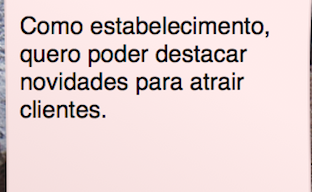 Como estabelecimento,
quero poder destacar
novidades para atrair
clientes.